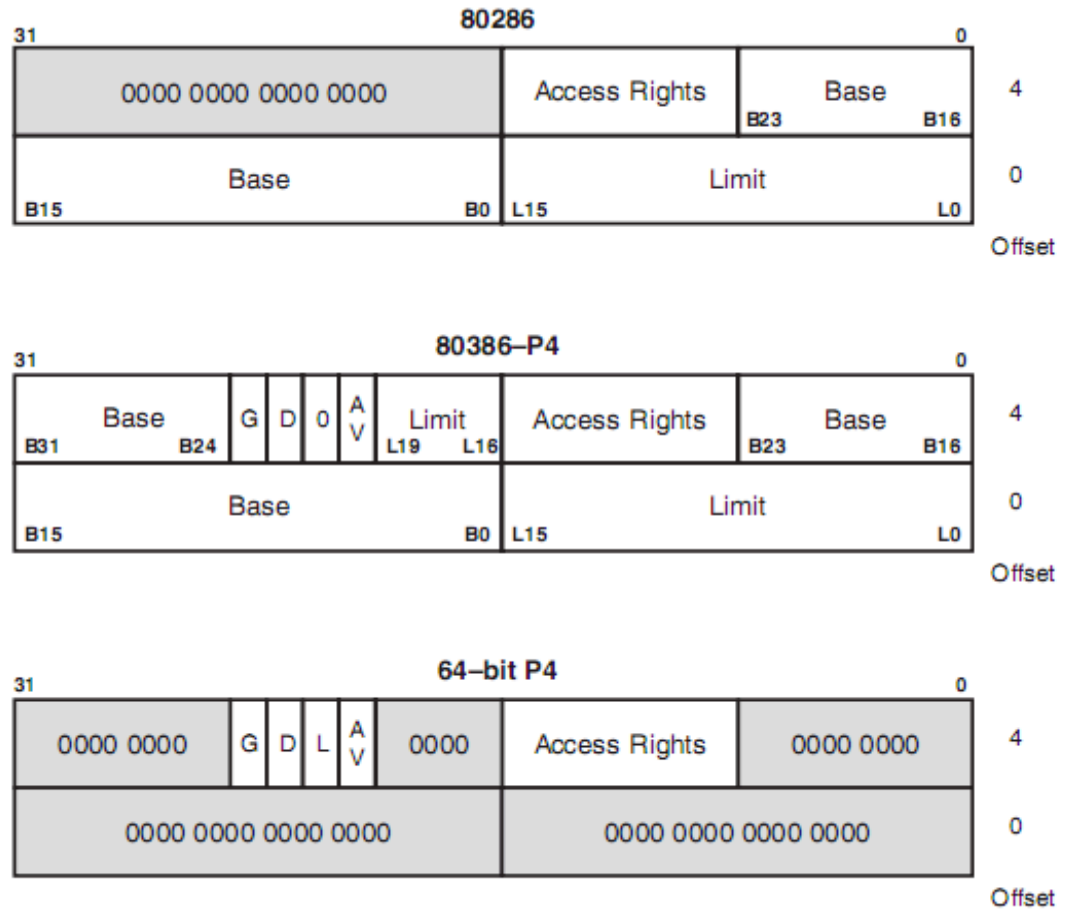 80286
31 0
0000 0000 0000 0000 Access Rights Base 4
B23 B16
Base Limit 0
B15 B0 L15 L0
Offset
80386–P4
31 0
Base G D 0 A V Limit Access Rights Base 4
B31 B24 L19 L16 B23 B16
Base Limit 0
B15 B0 L15 L0
Offset
64–bit P4
31 0
0000 0000 G D L A V 0000 Access Rights 0000 0000 4
0000 0000 0000 0000 0000 0000 0000 0000 0
Offset